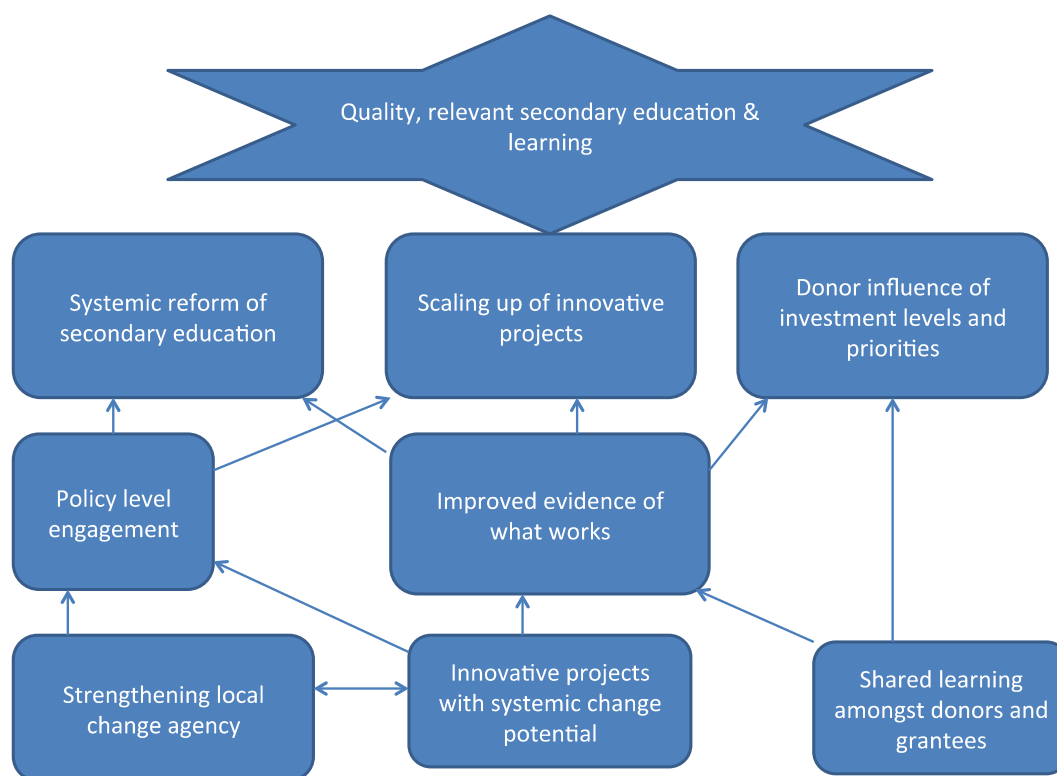 Quality, relevant secondary education &
learning
Systemic reform of
secondary education
Scaling up of innovative
projects
Donor influence of
investment levels and
priorities
Policy level
engagement
Improved evidence of
what works
Strengthening local
change agency
Innovative projects
with systemic change
potential
Shared learning
amongst donors and
grantees